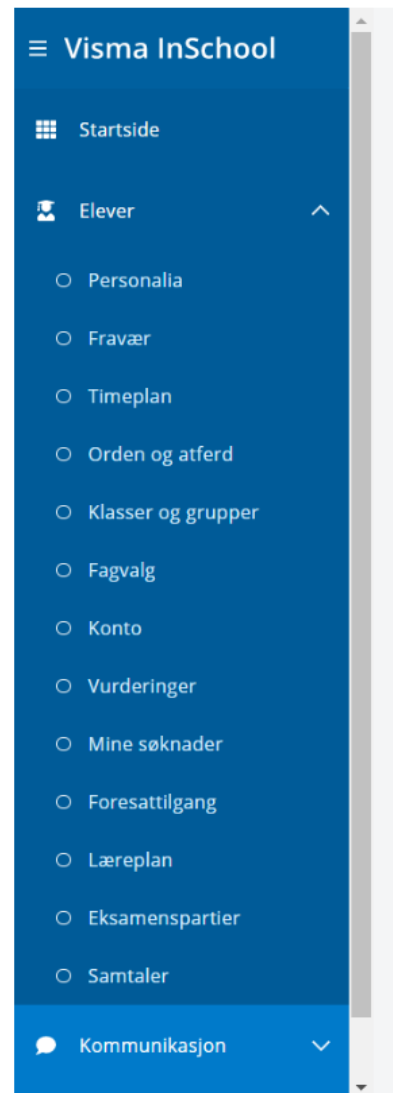 Visma InSchool
Startside
Elever
Personalia
Fravær
Timeplan
Orden og atferd
Klasser og grupper
Fagvalg
Konto
Vurderinger
Mine søknader
Foresattilgang
Læreplan
Eksamenspartier
Samtaler
Kommunikasjon